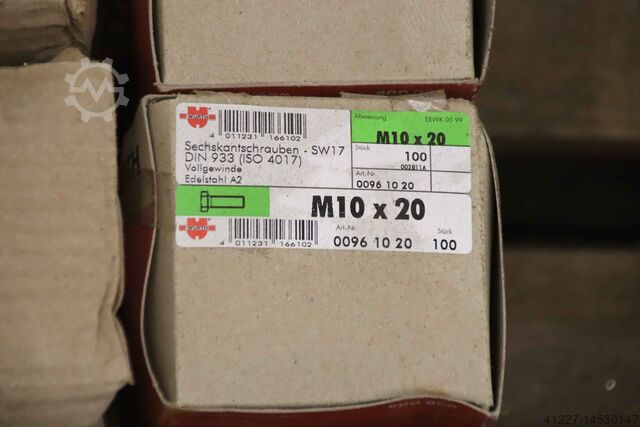 WÜRTH
4 011231 166102
Abmessung EEWK 05 99
M10 x 20
Sechskantschrauben - SW17
DIN 933 (ISO 4017)
Vollgewinde
Edelstahl A2
Stück 100
002811A
Art.-Nr.
0096 10 20
M10 x 20
WÜRTH
4 011231 166102
Art.-Nr. 0096 10 20 Stück 100
41227-14530147